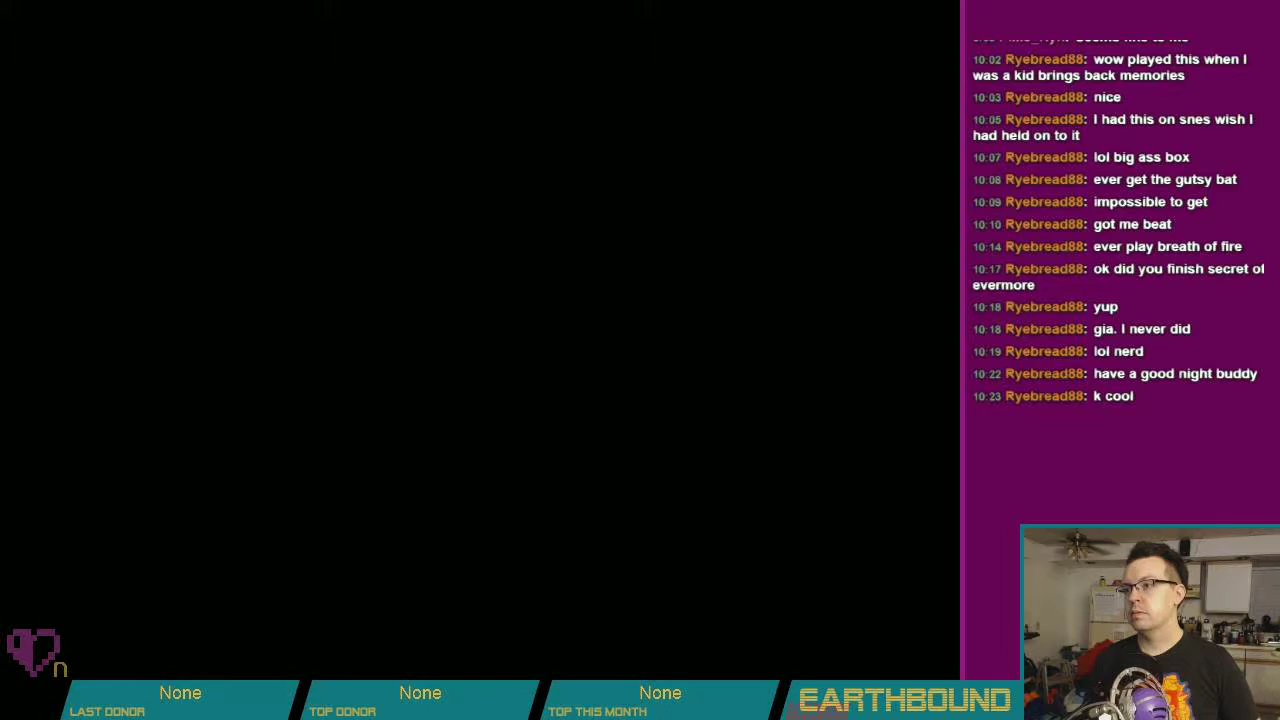 10:02 Ryebread88: wow played this when I
was a kid brings back memories
10:03 Ryebread88: nice
10:05 Ryebread88: I had this on snes wish I
had held on to it
10:07 Ryebread88: lol big ass box
10:08 Ryebread88: ever get the gutsy bat
10:09 Ryebread88: impossible to get
10:10 Ryebread88: got me beat
10:14 Ryebread88: ever play breath of fire
10:17 Ryebread88: ok did you finish secret of
evermore
10:18 Ryebread88: yup
10:18 Ryebread88: gia. I never did
10:19 Ryebread88: lol nerd
10:22 Ryebread88: have a good night buddy
10:23 Ryebread88: k cool
n
None
LAST DONOR
None
TOP DONOR
None
TOP THIS MONTH
EARTHBOUND